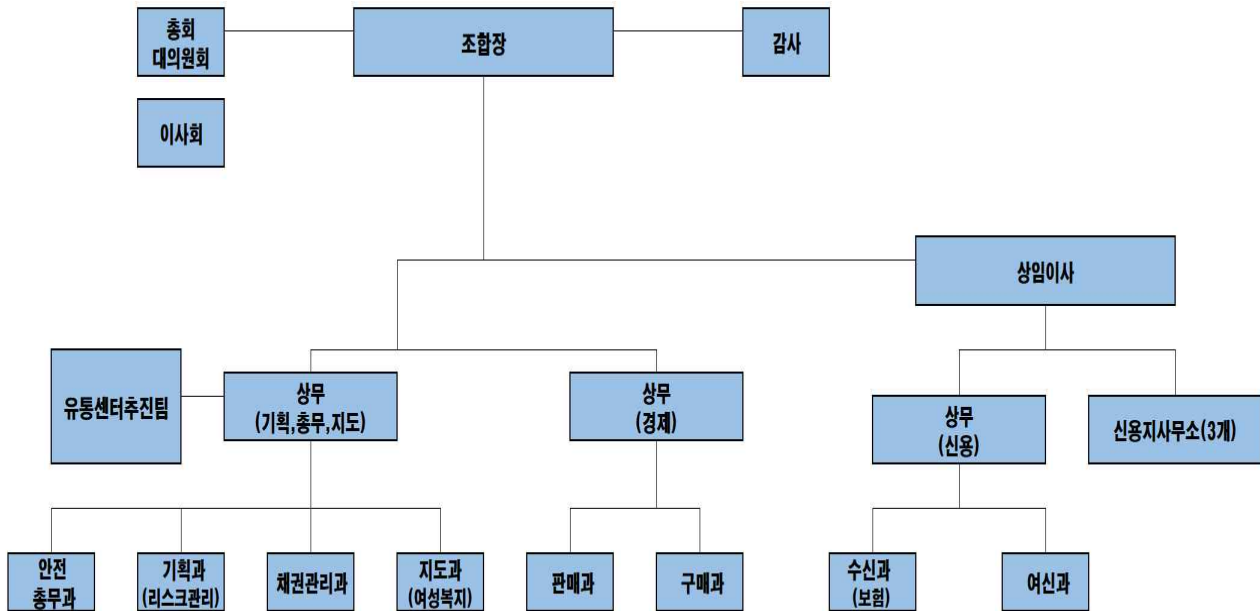 총회
대의원회
조합장
감사
이사회
상임이사
유통센터추진팀
상무
(기획,총무,지도)
상무
(경제)
상무
(신용)
신용지사무소(3개)
안전
총무과
기획과
(리스크관리)
채권관리과
지도과
(여성복지)
판매과
구매과
수신과
(보험)
여신과